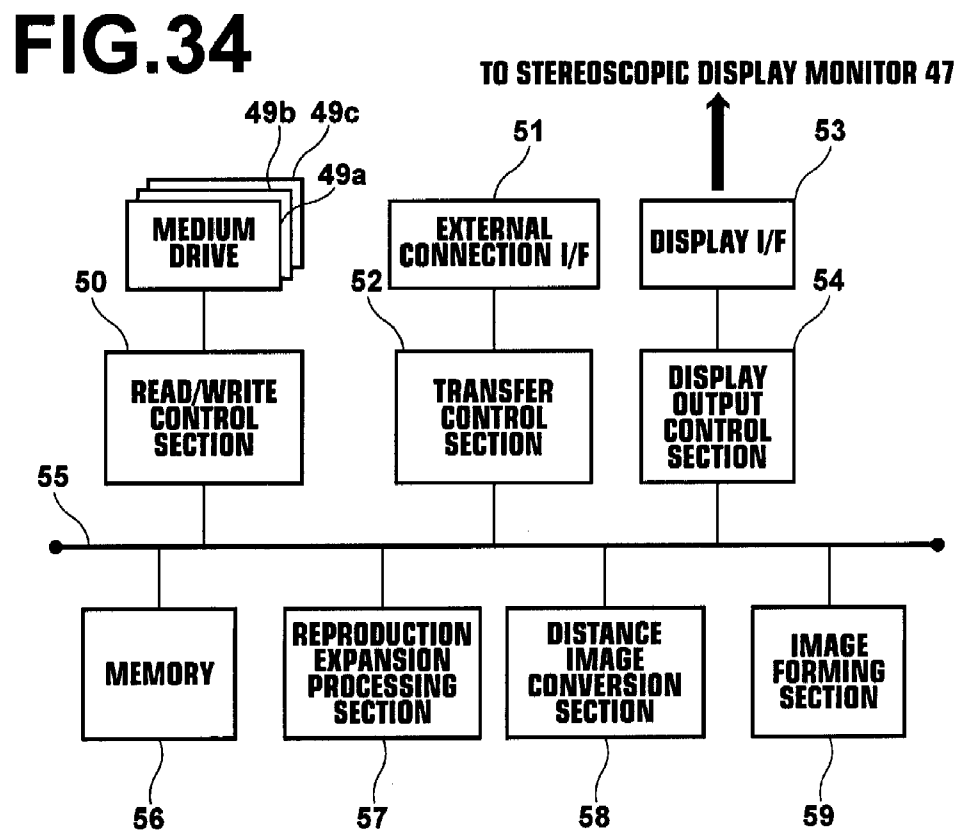 FIG.34
TO STEREOSCOPIC DISPLAY MONITOR 47
49b
49c
49a
51
53
MEDIUM
DRIVE
EXTERNAL
CONNECTION I/F
DISPLAY I/F
50
52
54
READ/WRITE
CONTROL
SECTION
TRANSFER
CONTROL
SECTION
DISPLAY
OUTPUT
CONTROL
SECTION
55
MEMORY
REPRODUCTION
EXPANSION
PROCESSING
SECTION
DISTANCE
IMAGE
CONVERSION
SECTION
IMAGE
FORMING
SECTION
56
57
58
59